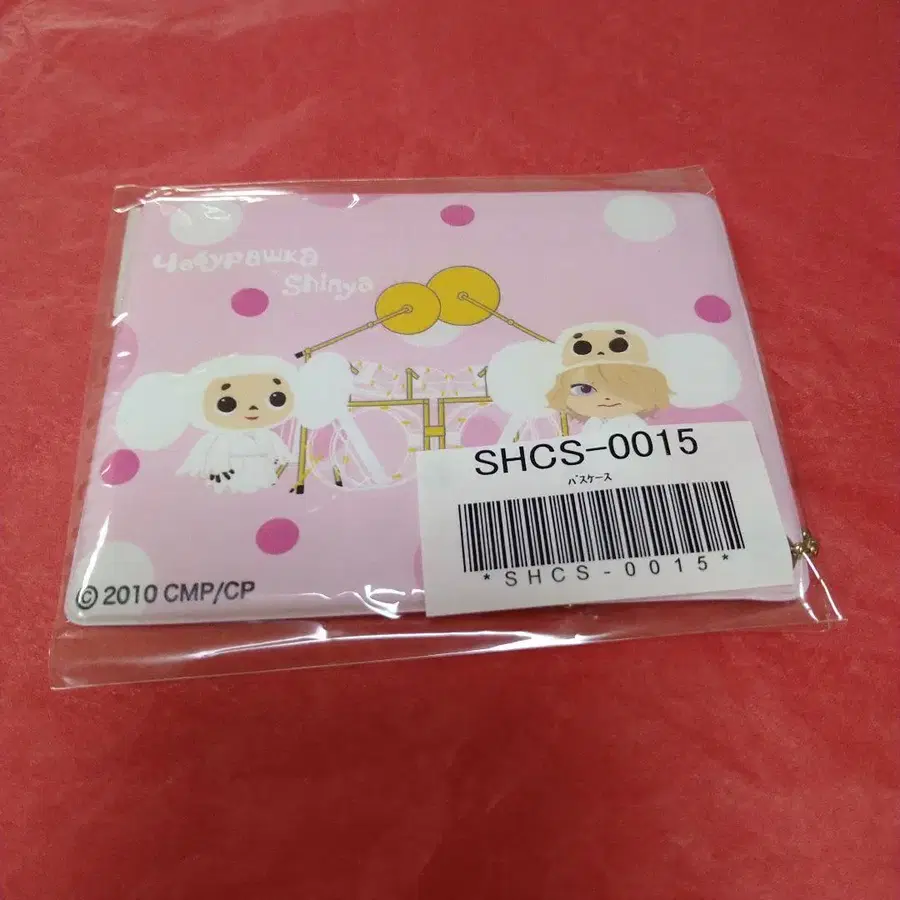 Чебурашка
Shinya
SHCS-0015
パスケース
*SHCS-0015*
© 2010 CMP/CP